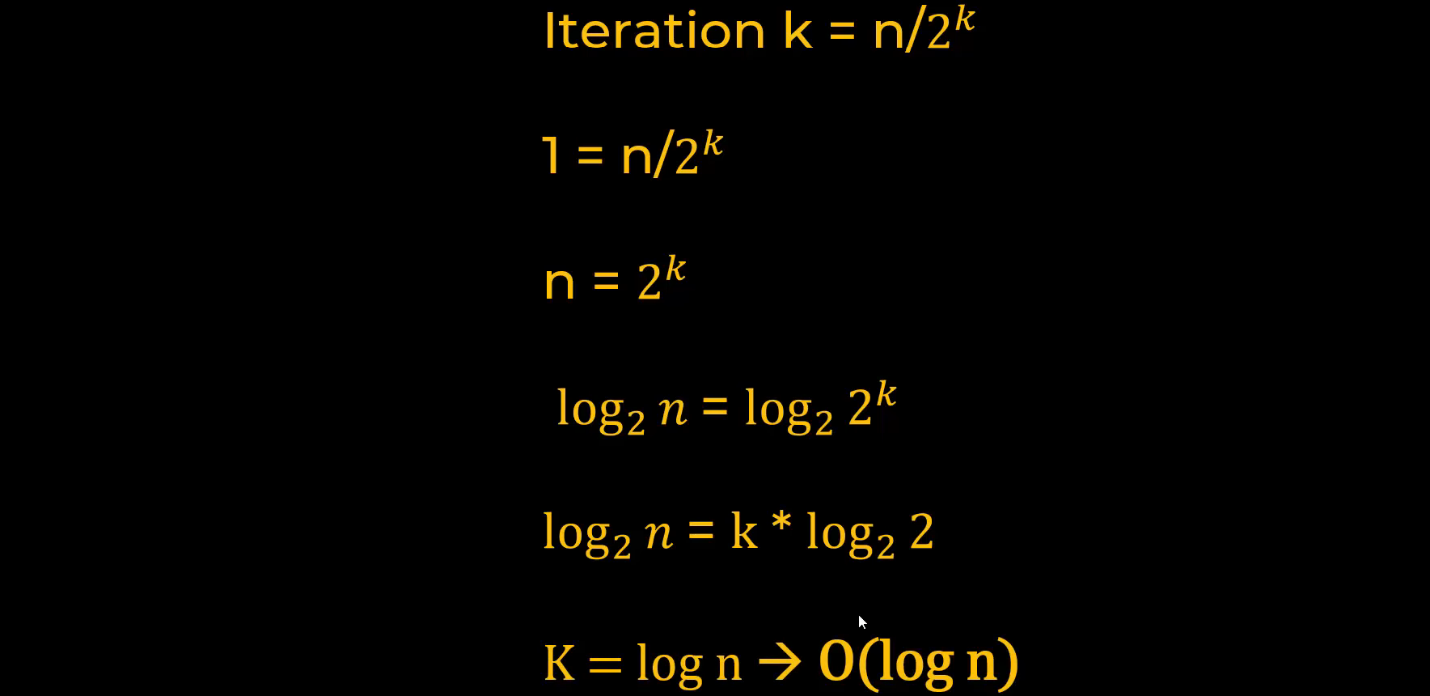 Iteration k = n/2^k
1 = n/2^k
n = 2^k
log₂ n = log₂ 2^k
log₂ n = k * log₂ 2
K = log n → O(log n)